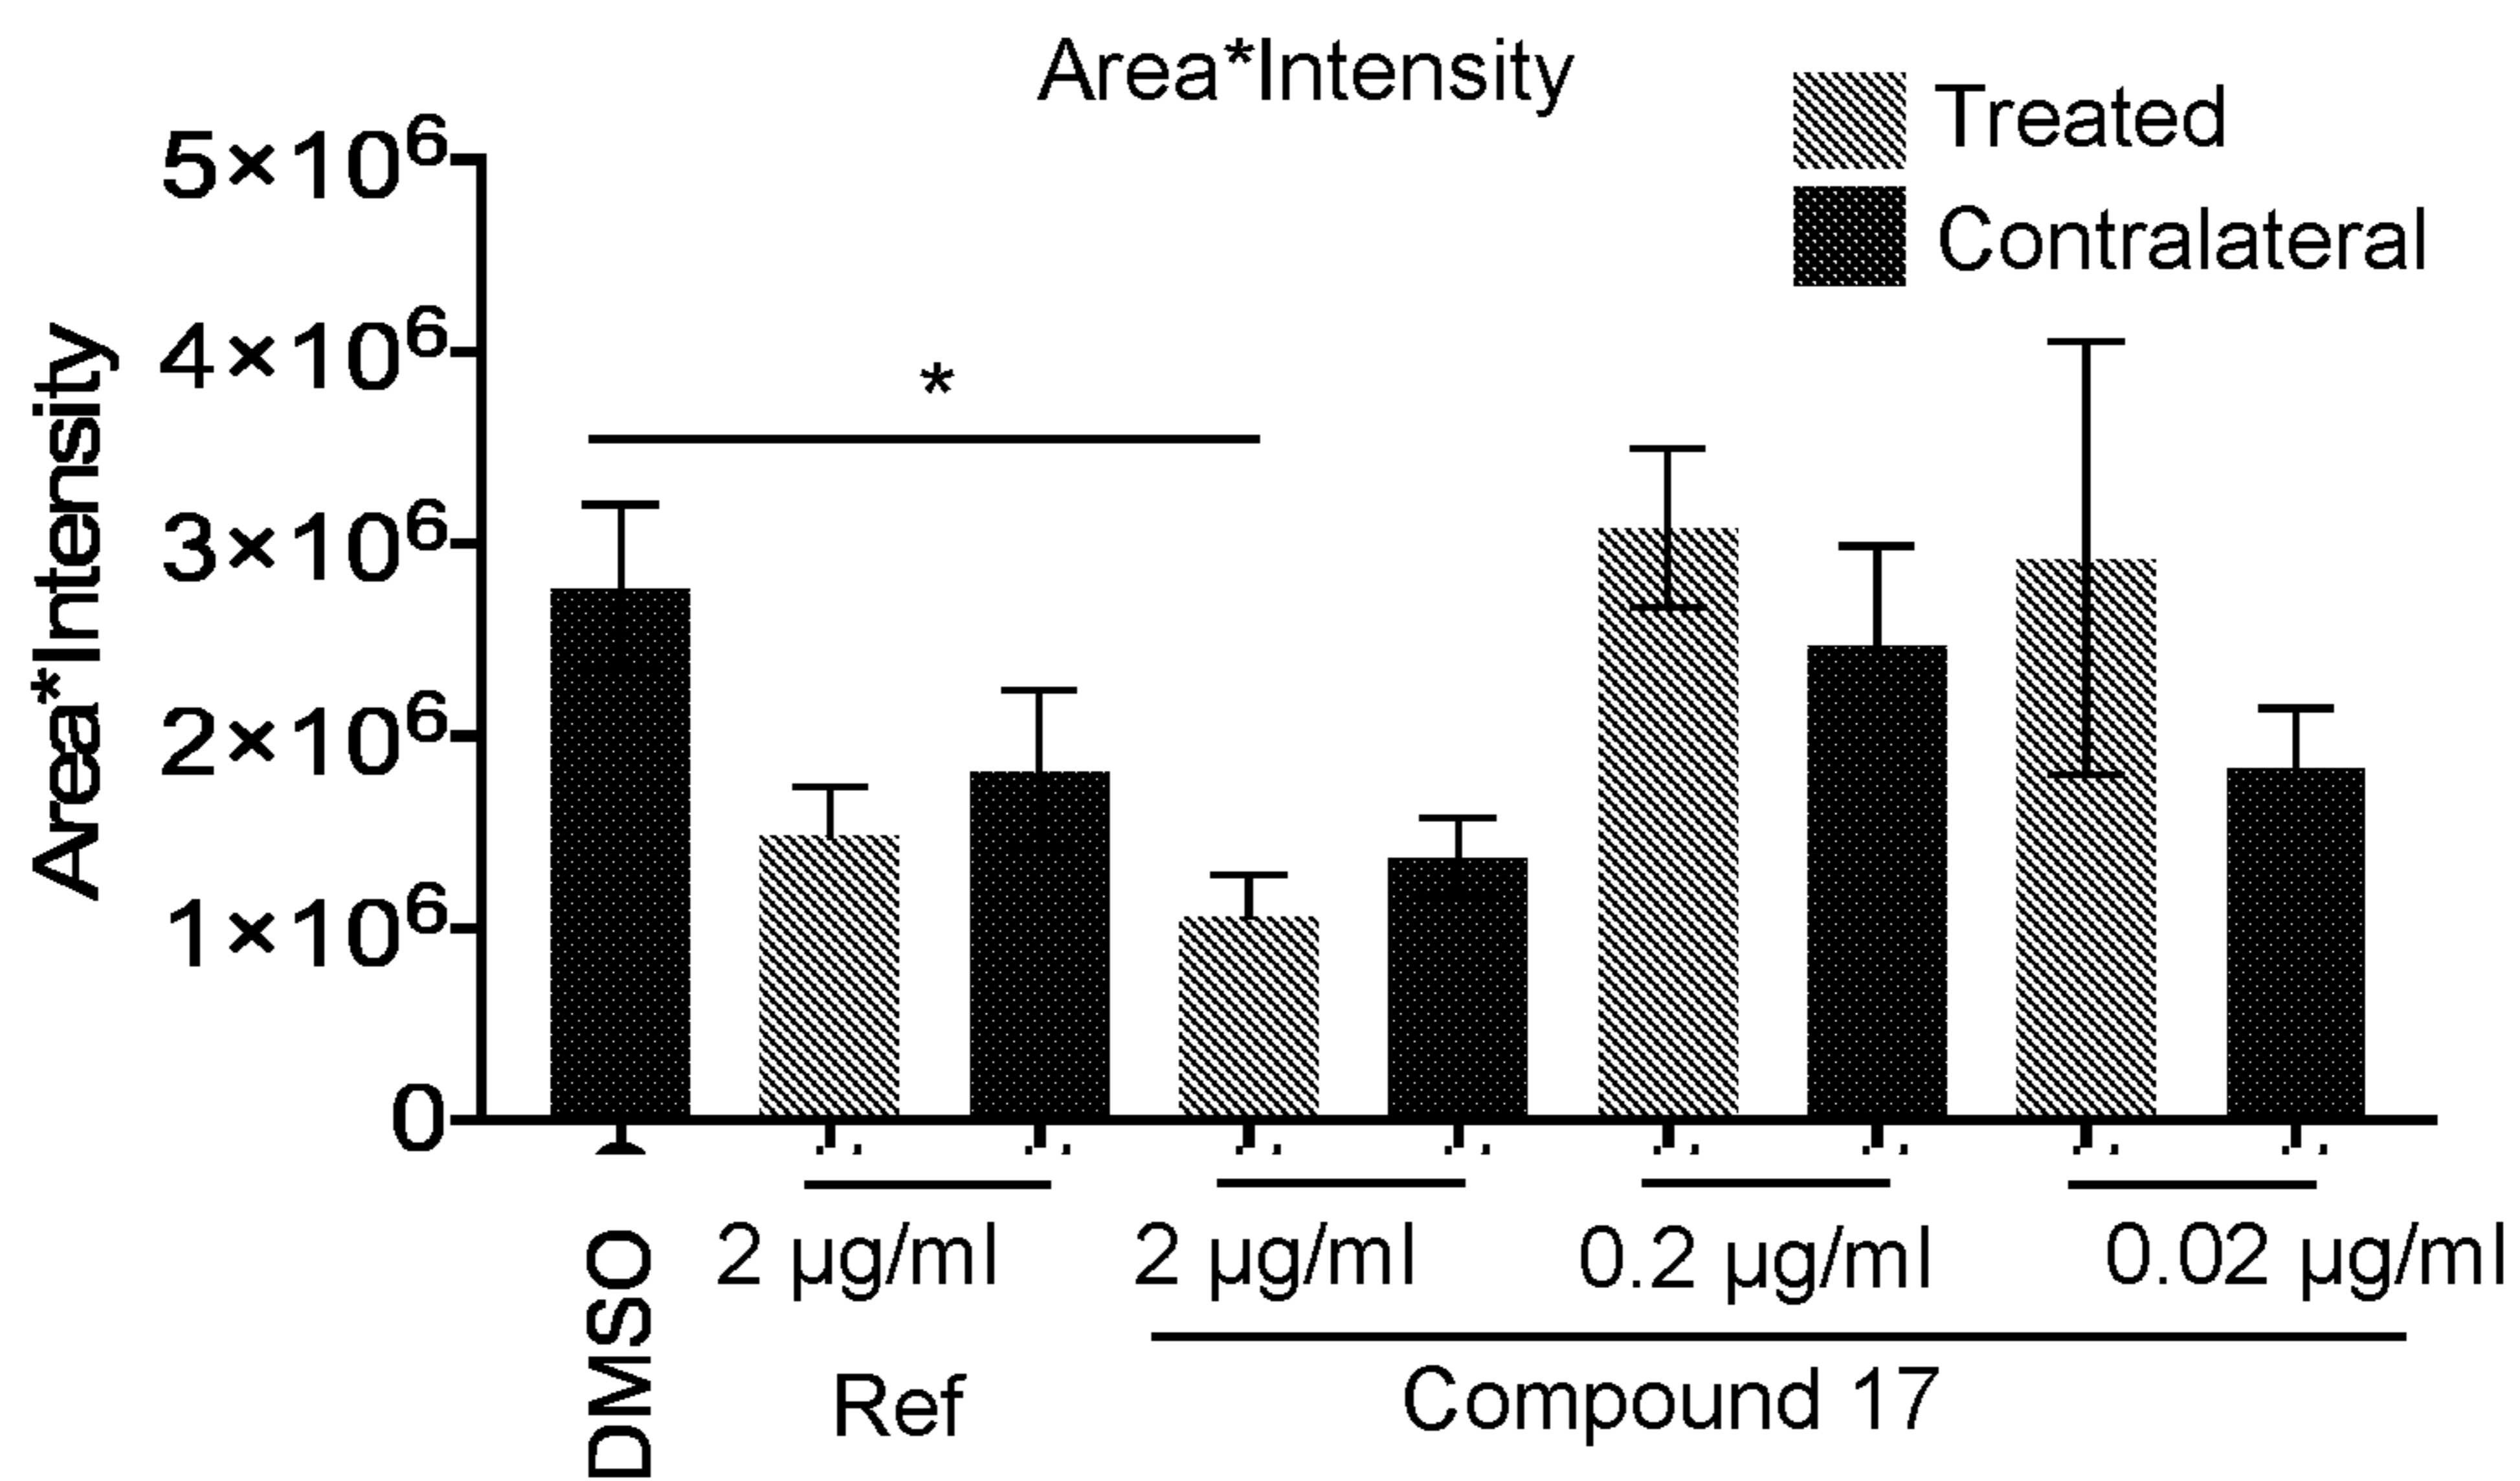 Area*Intensity
Treated
Contralateral
Area*Intensity
5×10⁶
4×10⁶
3×10⁶
2×10⁶
1×10⁶
0
*
DMSO
2 µg/ml
2 µg/ml
0.2 µg/ml
0.02 µg/ml
Ref
Compound 17